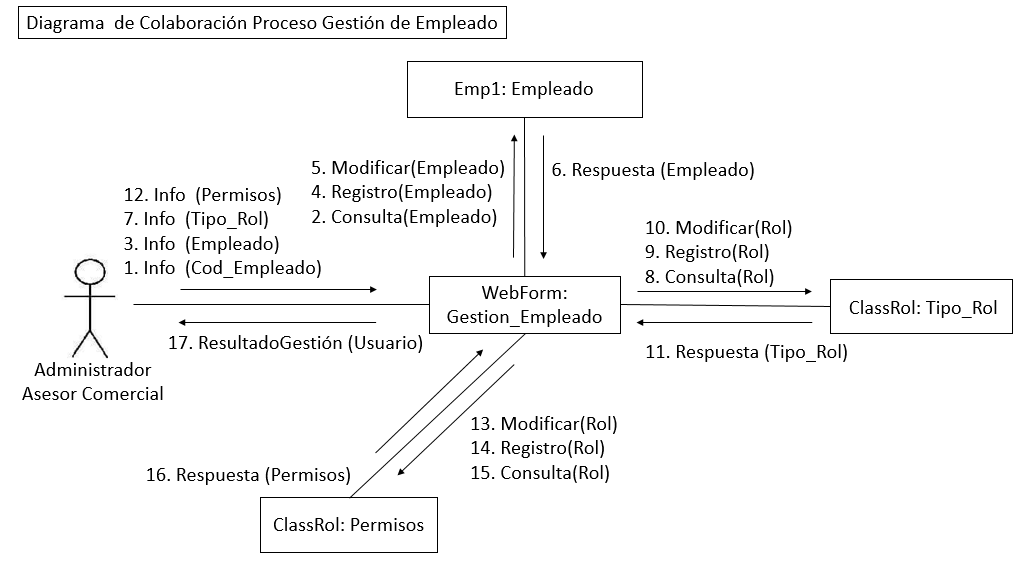 Diagrama  de Colaboración Proceso Gestión de Empleado
Emp1: Empleado
5. Modificar(Empleado)
4. Registro(Empleado)
2. Consulta(Empleado)
6. Respuesta (Empleado)
12. Info  (Permisos)
7. Info  (Tipo_Rol)
3. Info  (Empleado)
1. Info  (Cod_Empleado)
10. Modificar(Rol)
9. Registro(Rol)
8. Consulta(Rol)
WebForm:
Gestion_Empleado
ClassRol: Tipo_Rol
17. ResultadoGestión (Usuario)
11. Respuesta (Tipo_Rol)
Administrador
Asesor Comercial
13. Modificar(Rol)
14. Registro(Rol)
15. Consulta(Rol)
16. Respuesta (Permisos)
ClassRol: Permisos